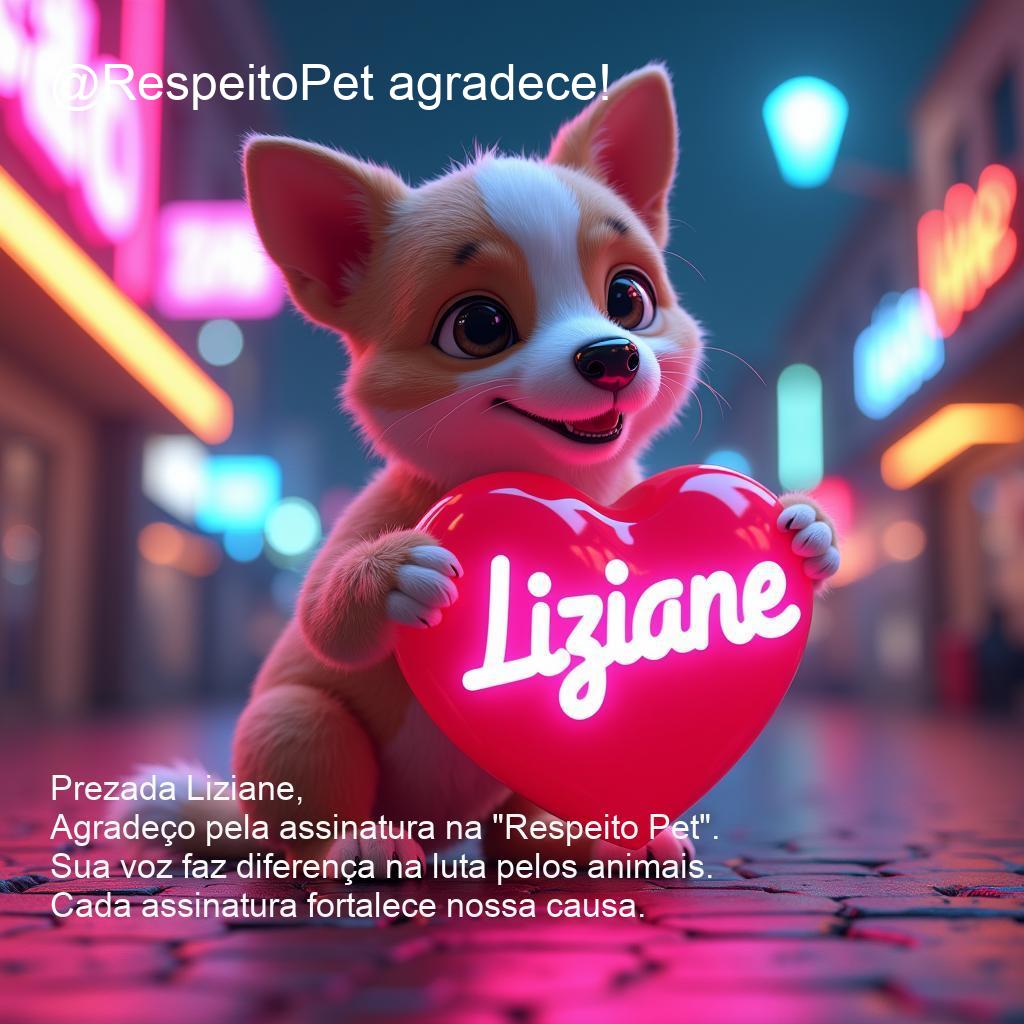 @RespeitoPet agradece!
Liziane
Prezada Liziane,
Agradeço pela assinatura na "Respeito Pet".
Sua voz faz diferença na luta pelos animais.
Cada assinatura fortalece nossa causa.